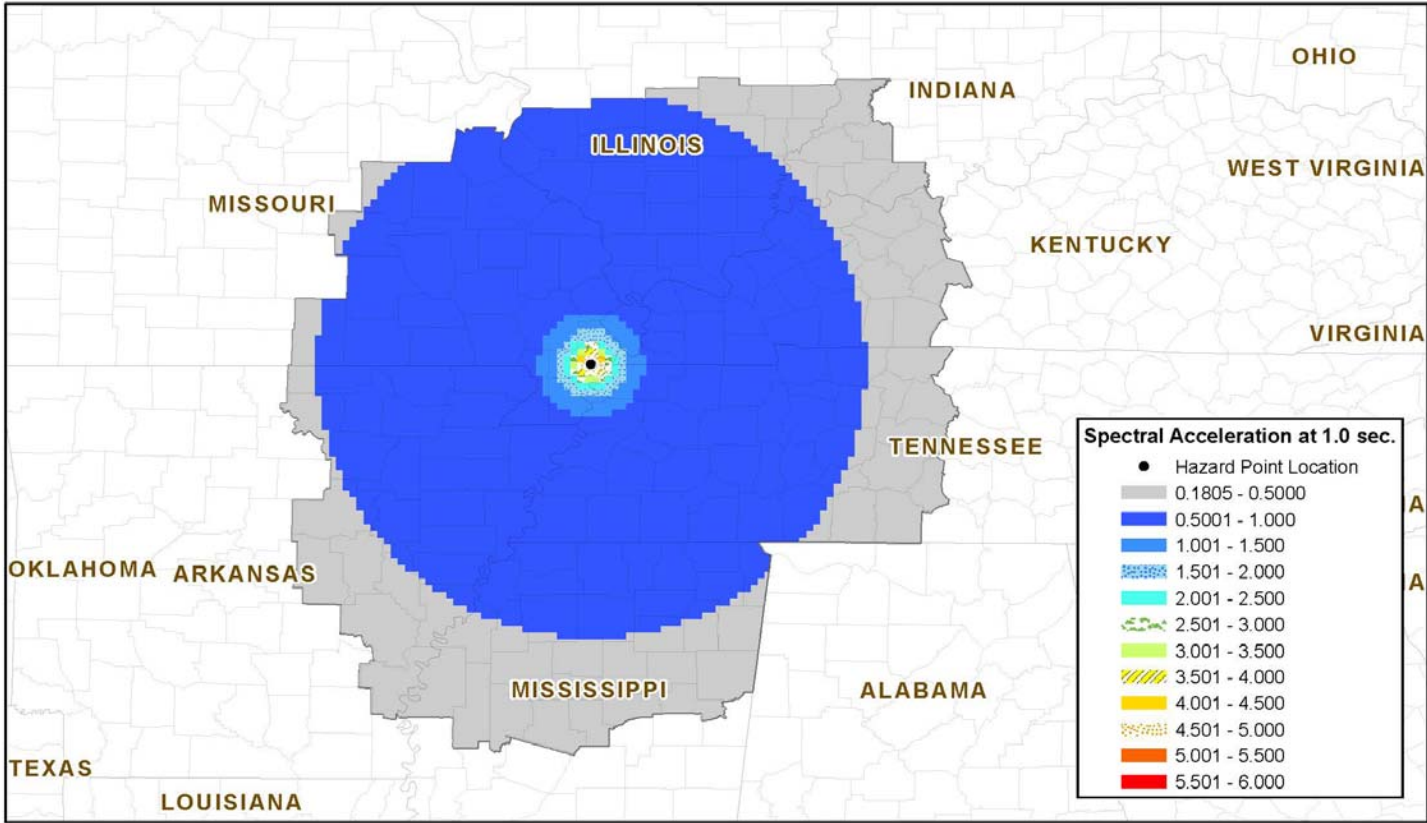 OHIO
INDIANA
ILLINOIS
WEST VIRGINIA
MISSOURI
KENTUCKY
VIRGINIA
TENNESSEE
OKLAHOMA
ARKANSAS
MISSISSIPPI
ALABAMA
TEXAS
LOUISIANA
A
A
Spectral Acceleration at 1.0 sec.
Hazard Point Location
0.1805 - 0.5000
0.5001 - 1.000
1.001 - 1.500
1.501 - 2.000
2.001 - 2.500
2.501 - 3.000
3.001 - 3.500
3.501 - 4.000
4.001 - 4.500
4.501 - 5.000
5.001 - 5.500
5.501 - 6.000